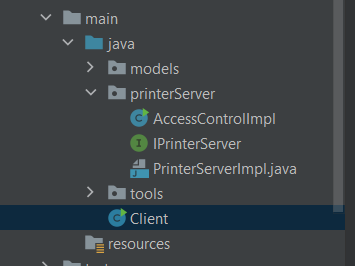 main
java
models
printerServer
AccessControlImpl
IPrinterServer
PrinterServerImpl.java
tools
Client
resources